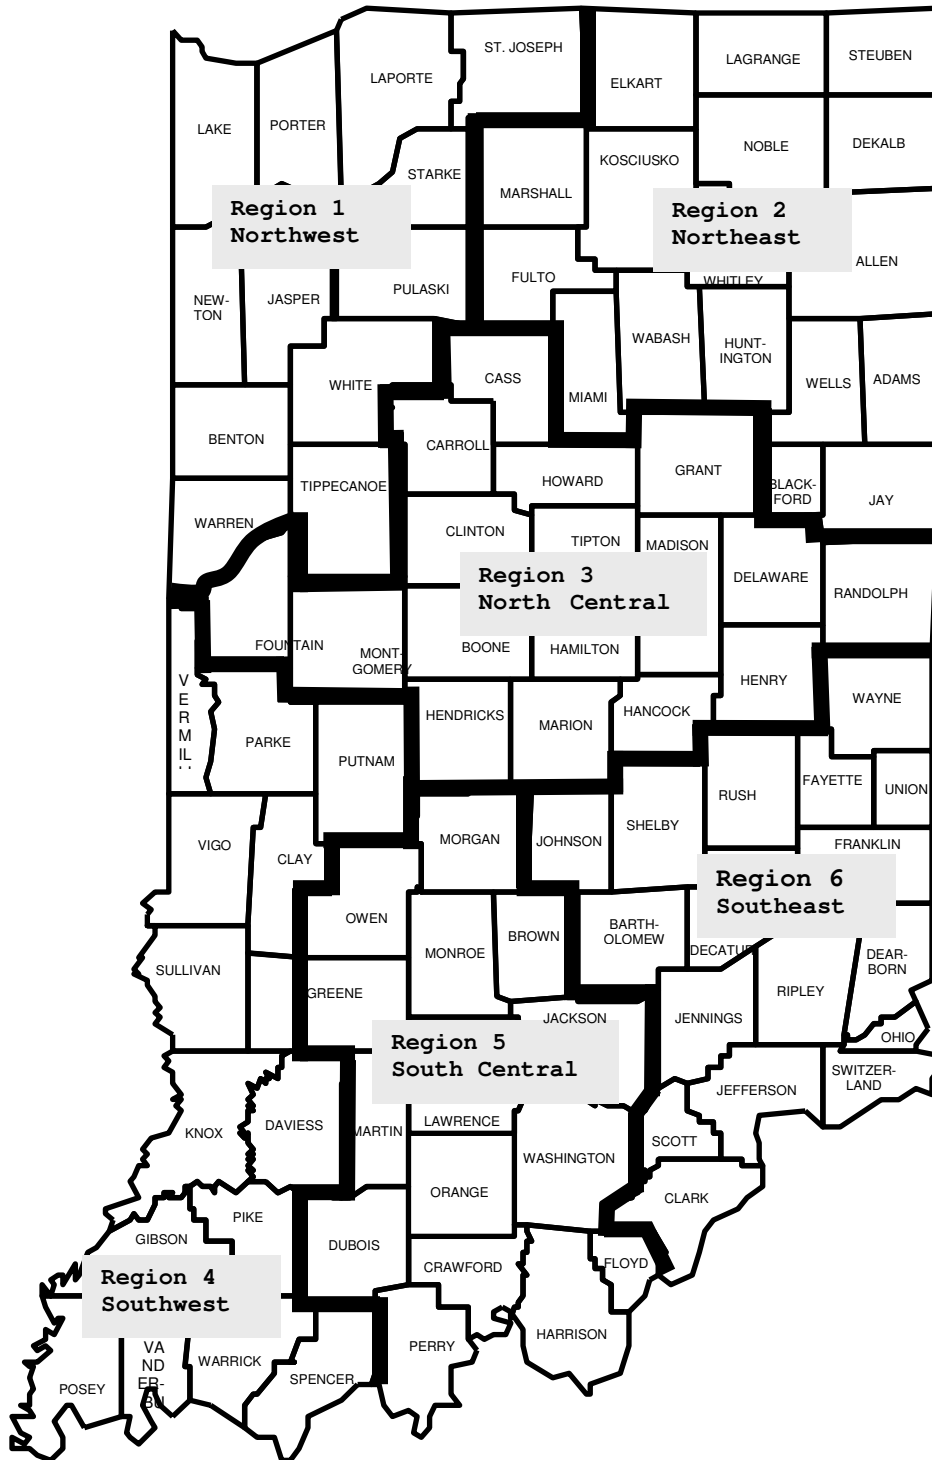 ST. JOSEPH
LAPORTE
ELKART
LAGRANGE
STEUBEN
LAKE
PORTER
STARKE
MARSHALL
KOSCIUSKO
NOBLE
DEKALB
Region 1
Northwest
Region 2
Northeast
NEW-
TON
JASPER
PULASKI
FULTO
WHITLEY
ALLEN
WHITE
CASS
MIAMI
WABASH
HUNT-
INGTON
WELLS
ADAMS
BENTON
CARROLL
TIPPECANOE
HOWARD
GRANT
BLACK-
FORD
JAY
WARREN
CLINTON
TIPTON
MADISON
DELAWARE
RANDOLPH
Region 3
North Central
FOUNTAIN
MONT-
GOMERY
BOONE
HAMILTON
HENRY
WAYNE
V
E
R
M
IL
PARKE
PUTNAM
HENDRICKS
MARION
HANCOCK
RUSH
FAYETTE
UNION
VIGO
CLAY
MORGAN
JOHNSON
SHELBY
FRANKLIN
Region 6
Southeast
OWEN
MONROE
BROWN
BARTH-
OLOMEW
DECATUR
DEAR-
BORN
SULLIVAN
GREENE
JACKSON
JENNINGS
RIPLEY
OHIO
Region 5
South Central
SWITZER-
LAND
JEFFERSON
KNOX
DAVIESS
MARTIN
LAWRENCE
WASHINGTON
SCOTT
ORANGE
CLARK
PIKE
GIBSON
DUBOIS
CRAWFORD
FLOYD
Region 4
Southwest
HARRISON
PERRY
VA
ND
ER-
BU
WARRICK
SPENCER
POSEY